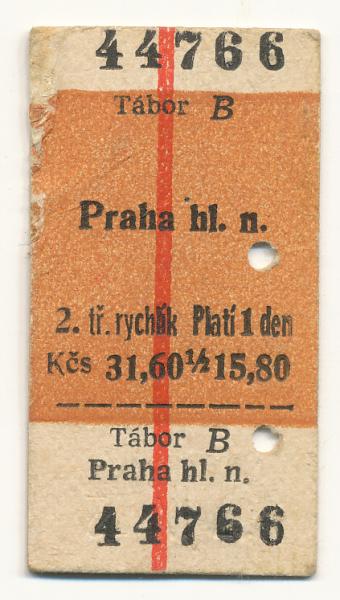 44766
Tábor B
Praha hl. n.
2. tř. rychlík Platí 1 den
Kčs 31,60 ½ 15,80
Tábor B
Praha hl. n.
44766